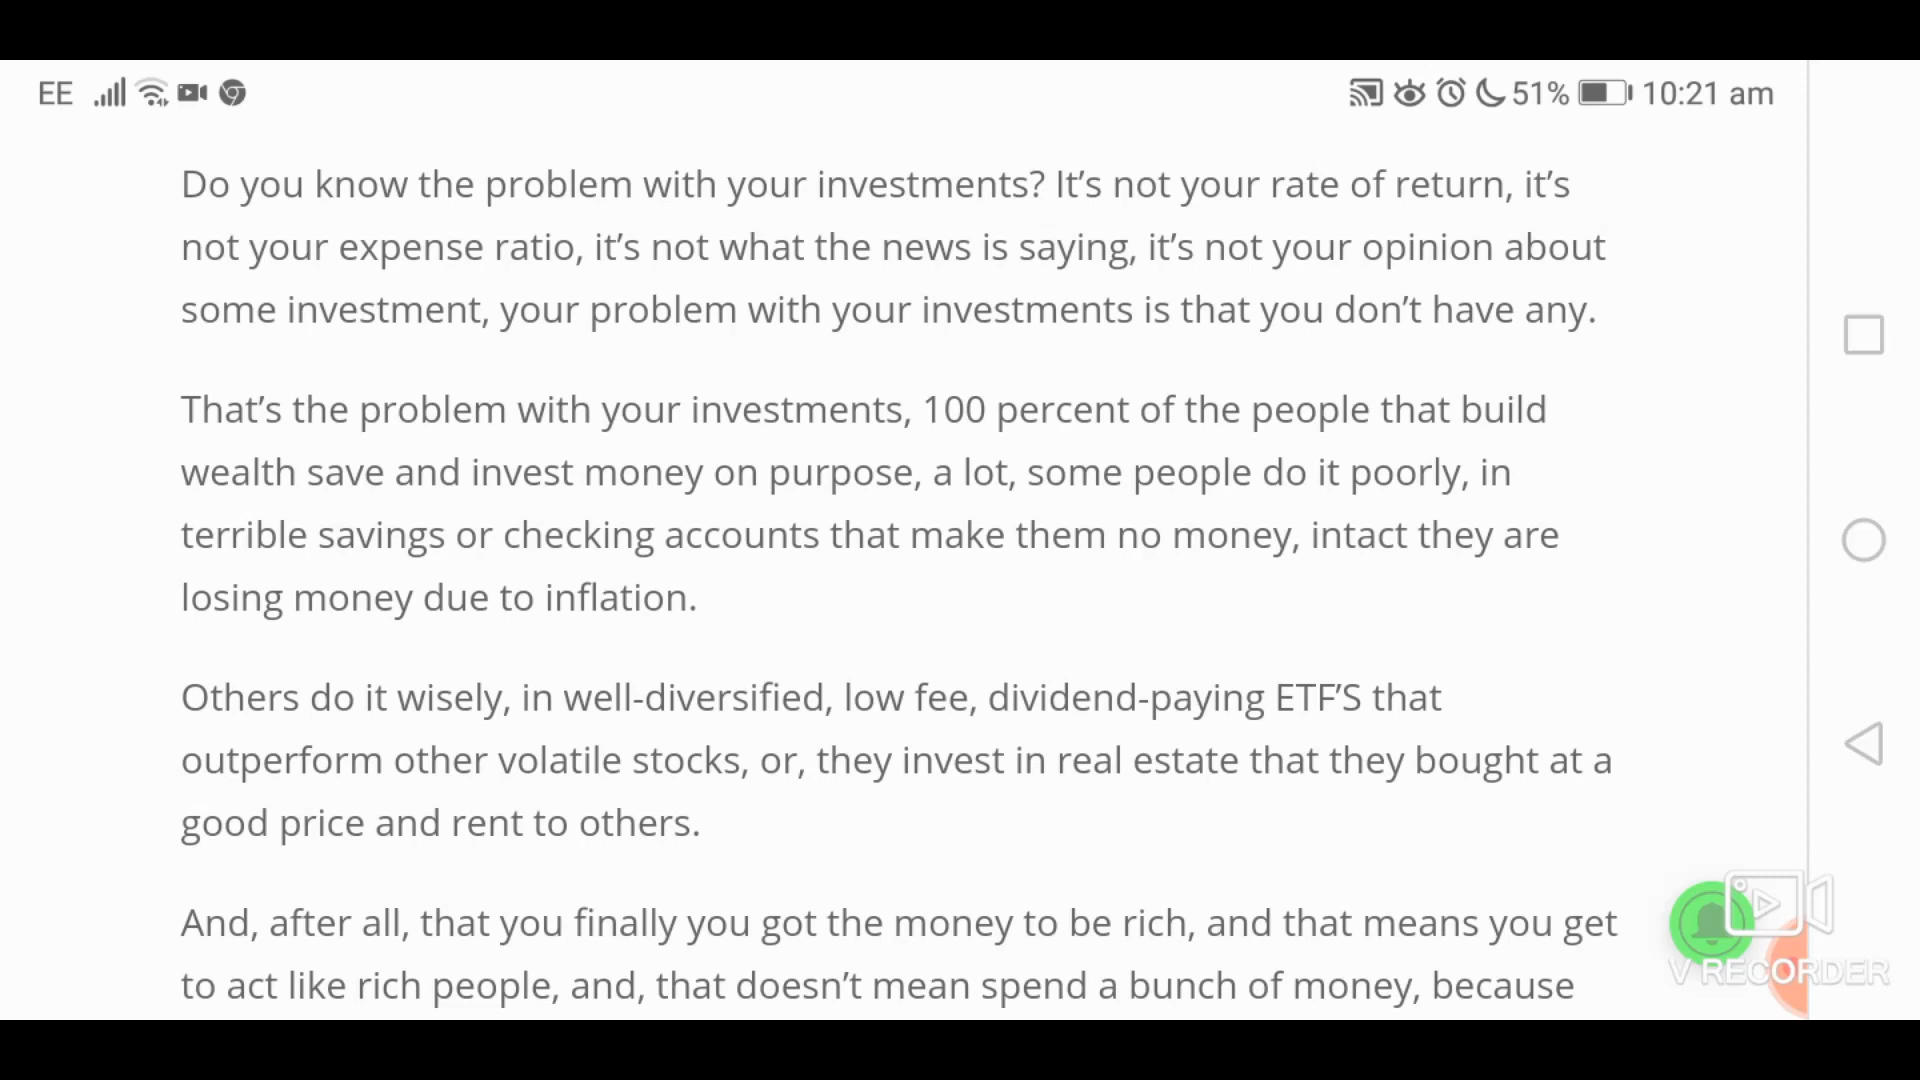 EE 51% 10:21 am
Do you know the problem with your investments? It’s not your rate of return, it’s
not your expense ratio, it’s not what the news is saying, it’s not your opinion about
some investment, your problem with your investments is that you don’t have any.
That’s the problem with your investments, 100 percent of the people that build
wealth save and invest money on purpose, a lot, some people do it poorly, in
terrible savings or checking accounts that make them no money, intact they are
losing money due to inflation.
Others do it wisely, in well-diversified, low fee, dividend-paying ETF’S that
outperform other volatile stocks, or, they invest in real estate that they bought at a
good price and rent to others.
And, after all, that you finally you got the money to be rich, and that means you get
to act like rich people, and, that doesn’t mean spend a bunch of money, because
V RECORDER